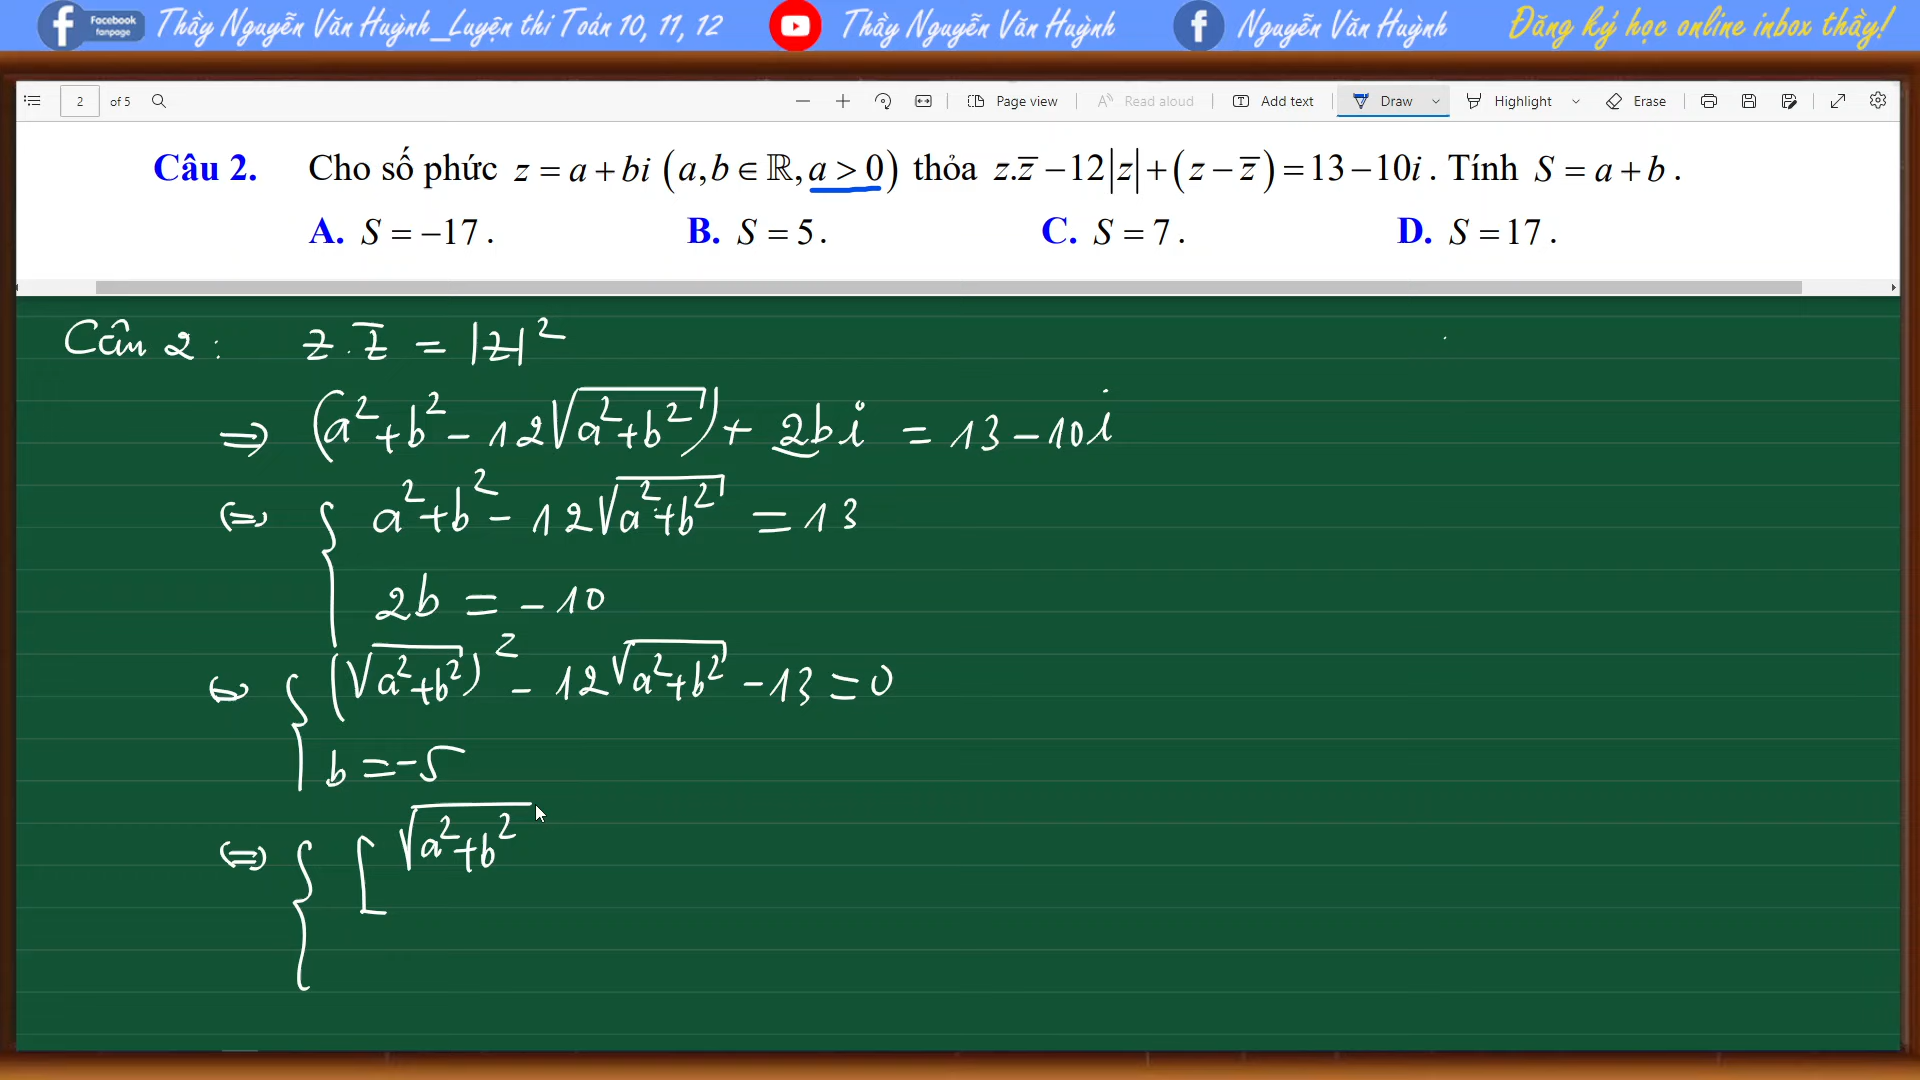 Facebook fanpage Thầy Nguyễn Văn Huỳnh_Luyện thi Toán 10, 11, 12 Thầy Nguyễn Văn Huỳnh Nguyễn Văn Huỳnh Đăng ký học online inbox thầy!
2 of 5 Page view Read aloud Add text Draw Highlight Erase
Câu 2. Cho số phức z = a + bi (a, b ∈ ℝ, a > 0) thỏa z.z̅ − 12|z| + (z − z̅) = 13 − 10i. Tính S = a + b.
A. S = −17. B. S = 5. C. S = 7. D. S = 17.
Câu 2 : z.z̅ = |z|²
⇒ (a² + b² − 12√(a² + b²)) + 2bi = 13 − 10i
⇔ { a² + b² − 12√(a² + b²) = 13
2b = −10
⇔ { (√(a² + b²))² − 12√(a² + b²) − 13 = 0
b = −5
⇔ { [ √(a² + b²)